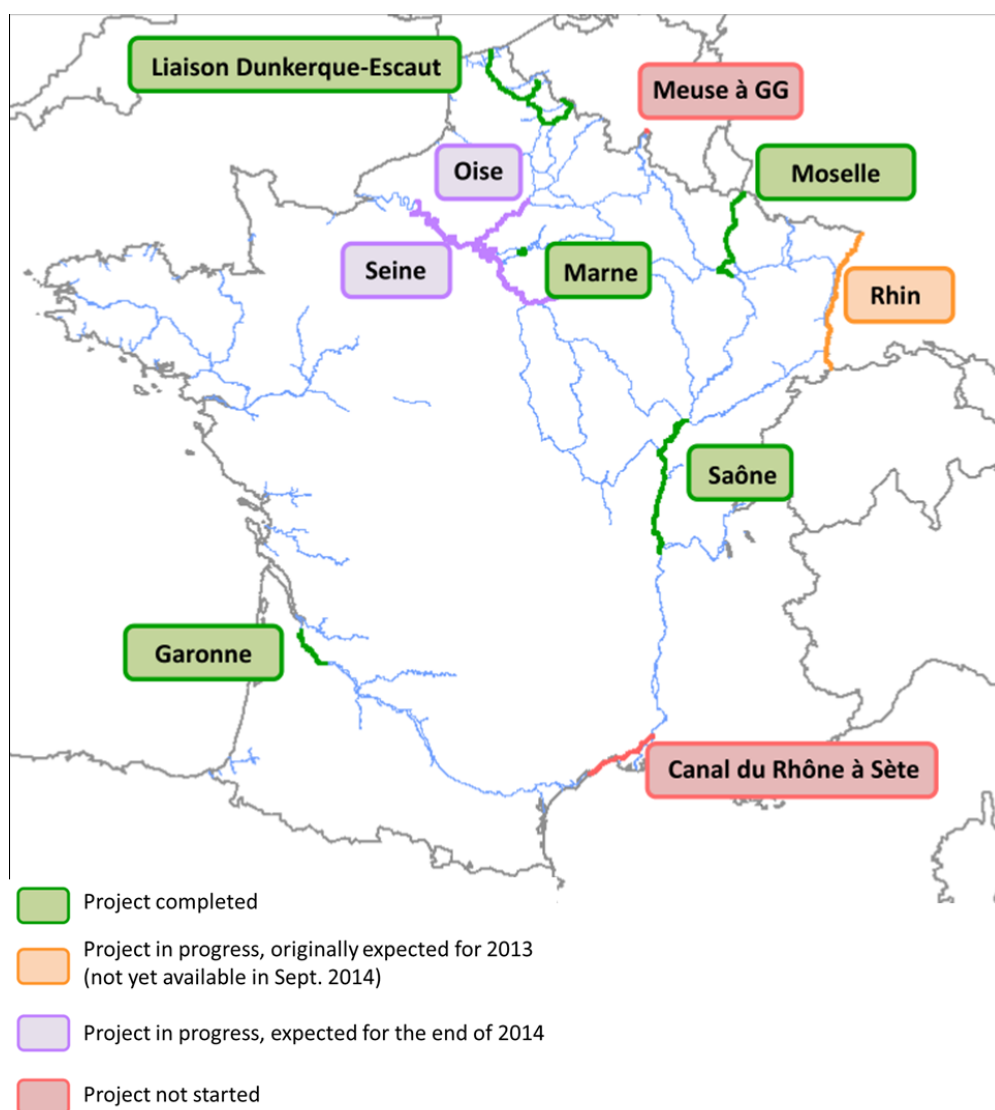 Liaison Dunkerque-Escaut
Meuse à GG
Oise
Moselle
Seine
Marne
Rhin
Saône
Garonne
Canal du Rhône à Sète
Project completed
Project in progress, originally expected for 2013
(not yet available in Sept. 2014)
Project in progress, expected for the end of 2014
Project not started